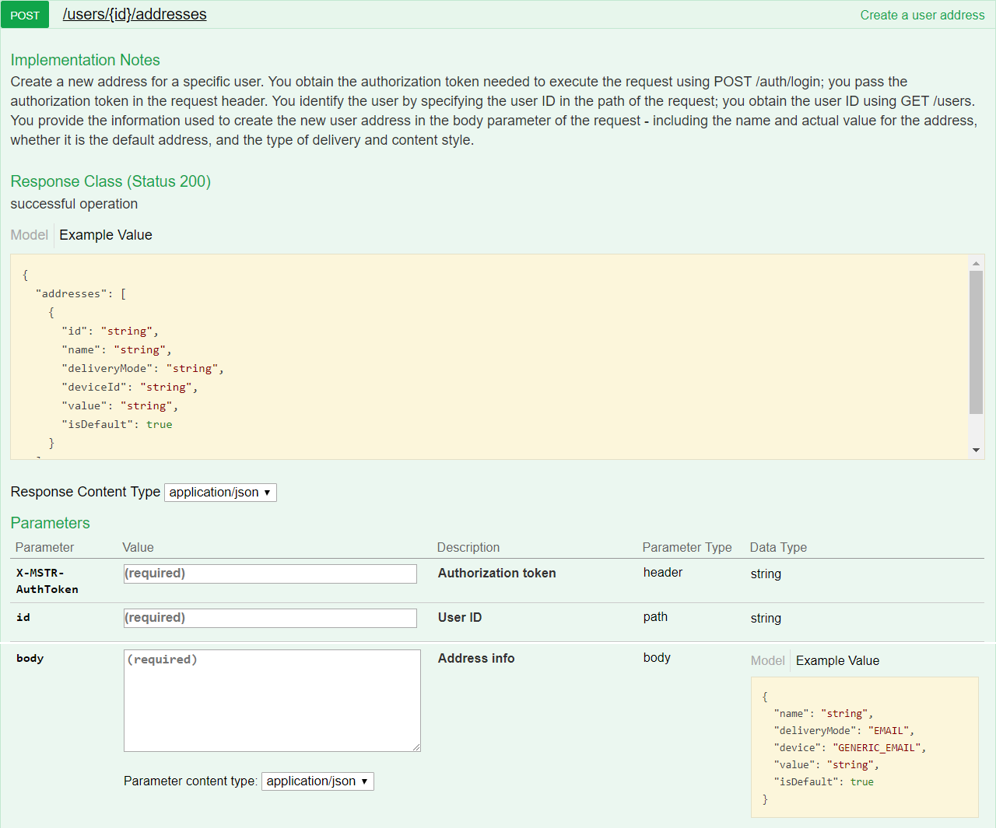 POST /users/{id}/addresses Create a user address
Implementation Notes
Create a new address for a specific user. You obtain the authorization token needed to execute the request using POST /auth/login; you pass the
authorization token in the request header. You identify the user by specifying the user ID in the path of the request; you obtain the user ID using GET /users.
You provide the information used to create the new user address in the body parameter of the request - including the name and actual value for the address,
whether it is the default address, and the type of delivery and content style.
Response Class (Status 200)
successful operation
Model Example Value
{
"addresses": [
{
"id": "string",
"name": "string",
"deliveryMode": "string",
"deviceId": "string",
"value": "string",
"isDefault": true
}
Response Content Type application/json
Parameters
Parameter Value Description Parameter Type Data Type
X-MSTR- (required) Authorization token header string
AuthToken
id (required) User ID path string
body (required) Address info body Model Example Value
{
"name": "string",
"deliveryMode": "EMAIL",
"device": "GENERIC_EMAIL",
"value": "string",
"isDefault": true
}
Parameter content type: application/json